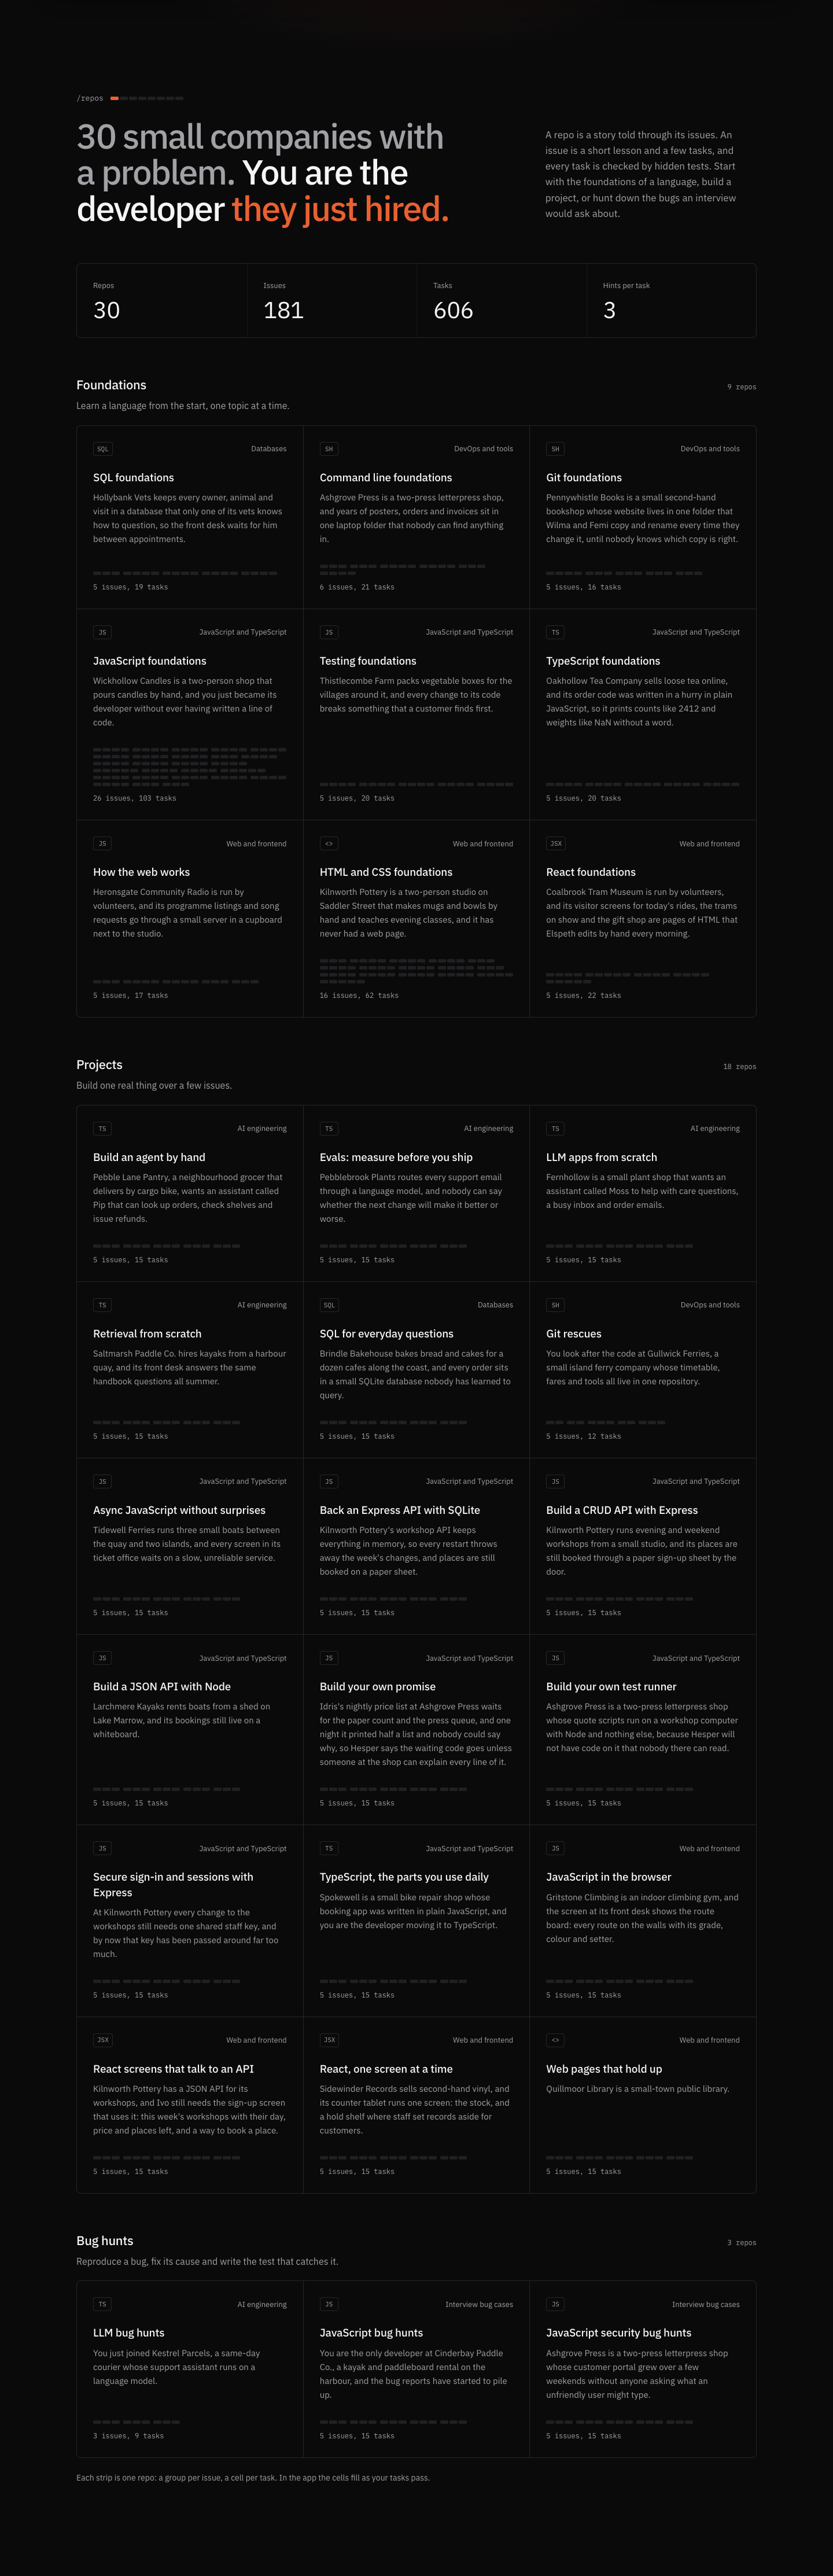 /repos
30 small companies with
a problem. You are the
developer they just hired.
A repo is a story told through its issues. An
issue is a short lesson and a few tasks, and
every task is checked by hidden tests. Start
with the foundations of a language, build a
project, or hunt down the bugs an interview
would ask about.
Repos
30
Issues
181
Tasks
606
Hints per task
3
Foundations
9 repos
Learn a language from the start, one topic at a time.
SQL
Databases
SQL foundations
Hollybank Vets keeps every owner, animal and
visit in a database that only one of its vets knows
how to question, so the front desk waits for him
between appointments.
5 issues, 19 tasks
SH
DevOps and tools
Command line foundations
Ashgrove Press is a two-press letterpress shop,
and years of posters, orders and invoices sit in
one laptop folder that nobody can find anything
in.
6 issues, 21 tasks
SH
DevOps and tools
Git foundations
Pennywhistle Books is a small second-hand
bookshop whose website lives in one folder that
Wilma and Femi copy and rename every time they
change it, until nobody knows which copy is right.
5 issues, 16 tasks
JS
JavaScript and TypeScript
JavaScript foundations
Wickhollow Candles is a two-person shop that
pours candles by hand, and you just became its
developer without ever having written a line of
code.
26 issues, 103 tasks
JS
JavaScript and TypeScript
Testing foundations
Thistlecombe Farm packs vegetable boxes for the
villages around it, and every change to its code
breaks something that a customer finds first.
5 issues, 20 tasks
TS
JavaScript and TypeScript
TypeScript foundations
Oakhollow Tea Company sells loose tea online,
and its order code was written in a hurry in plain
JavaScript, so it prints counts like 2412 and
weights like NaN without a word.
5 issues, 20 tasks
JS
Web and frontend
How the web works
Heronsgate Community Radio is run by
volunteers, and its programme listings and song
requests go through a small server in a cupboard
next to the studio.
5 issues, 17 tasks
<>
Web and frontend
HTML and CSS foundations
Kilnworth Pottery is a two-person studio on
Saddler Street that makes mugs and bowls by
hand and teaches evening classes, and it has
never had a web page.
16 issues, 62 tasks
JSX
Web and frontend
React foundations
Coalbrook Tram Museum is run by volunteers,
and its visitor screens for today's rides, the trams
on show and the gift shop are pages of HTML that
Elspeth edits by hand every morning.
5 issues, 22 tasks
Projects
18 repos
Build one real thing over a few issues.
TS
AI engineering
Build an agent by hand
Pebble Lane Pantry, a neighbourhood grocer that
delivers by cargo bike, wants an assistant called
Pip that can look up orders, check shelves and
issue refunds.
5 issues, 15 tasks
TS
AI engineering
Evals: measure before you ship
Pebblebrook Plants routes every support email
through a language model, and nobody can say
whether the next change will make it better or
worse.
5 issues, 15 tasks
TS
AI engineering
LLM apps from scratch
Fernhollow is a small plant shop that wants an
assistant called Moss to help with care questions,
a busy inbox and order emails.
5 issues, 15 tasks
TS
AI engineering
Retrieval from scratch
Saltmarsh Paddle Co. hires kayaks from a harbour
quay, and its front desk answers the same
handbook questions all summer.
5 issues, 15 tasks
SQL
Databases
SQL for everyday questions
Brindle Bakehouse bakes bread and cakes for a
dozen cafes along the coast, and every order sits
in a small SQLite database nobody has learned to
query.
5 issues, 15 tasks
SH
DevOps and tools
Git rescues
You look after the code at Gullwick Ferries, a
small island ferry company whose timetable,
fares and tools all live in one repository.
5 issues, 12 tasks
JS
JavaScript and TypeScript
Async JavaScript without surprises
Tidewell Ferries runs three small boats between
the quay and two islands, and every screen in its
ticket office waits on a slow, unreliable service.
5 issues, 15 tasks
JS
JavaScript and TypeScript
Back an Express API with SQLite
Kilnworth Pottery's workshop API keeps
everything in memory, so every restart throws
away the week's changes, and places are still
booked on a paper sheet.
5 issues, 15 tasks
JS
JavaScript and TypeScript
Build a CRUD API with Express
Kilnworth Pottery runs evening and weekend
workshops from a small studio, and its places are
still booked through a paper sign-up sheet by the
door.
5 issues, 15 tasks
JS
JavaScript and TypeScript
Build a JSON API with Node
Larchmere Kayaks rents boats from a shed on
Lake Marrow, and its bookings still live on a
whiteboard.
5 issues, 15 tasks
JS
JavaScript and TypeScript
Build your own promise
Idris's nightly price list at Ashgrove Press waits
for the paper count and the press queue, and one
night it printed half a list and nobody could say
why, so Hesper says the waiting code goes unless
someone at the shop can explain every line of it.
5 issues, 15 tasks
JS
JavaScript and TypeScript
Build your own test runner
Ashgrove Press is a two-press letterpress shop
whose quote scripts run on a workshop computer
with Node and nothing else, because Hesper will
not have code on it that nobody there can read.
5 issues, 15 tasks
JS
JavaScript and TypeScript
Secure sign-in and sessions with
Express
At Kilnworth Pottery every change to the
workshops still needs one shared staff key, and
by now that key has been passed around far too
much.
5 issues, 15 tasks
TS
JavaScript and TypeScript
TypeScript, the parts you use daily
Spokewell is a small bike repair shop whose
booking app was written in plain JavaScript, and
you are the developer moving it to TypeScript.
5 issues, 15 tasks
JS
Web and frontend
JavaScript in the browser
Gritstone Climbing is an indoor climbing gym, and
the screen at its front desk shows the route
board: every route on the walls with its grade,
colour and setter.
5 issues, 15 tasks
JSX
Web and frontend
React screens that talk to an API
Kilnworth Pottery has a JSON API for its
workshops, and Ivo still needs the sign-up screen
that uses it: this week's workshops with their day,
price and places left, and a way to book a place.
5 issues, 15 tasks
JSX
Web and frontend
React, one screen at a time
Sidewinder Records sells second-hand vinyl, and
its counter tablet runs one screen: the stock, and
a hold shelf where staff set records aside for
customers.
5 issues, 15 tasks
<>
Web and frontend
Web pages that hold up
Quillmoor Library is a small-town public library.
5 issues, 15 tasks
Bug hunts
3 repos
Reproduce a bug, fix its cause and write the test that catches it.
TS
AI engineering
LLM bug hunts
You just joined Kestrel Parcels, a same-day
courier whose support assistant runs on a
language model.
3 issues, 9 tasks
JS
Interview bug cases
JavaScript bug hunts
You are the only developer at Cinderbay Paddle
Co., a kayak and paddleboard rental on the
harbour, and the bug reports have started to pile
up.
5 issues, 15 tasks
JS
Interview bug cases
JavaScript security bug hunts
Ashgrove Press is a two-press letterpress shop
whose customer portal grew over a few
weekends without anyone asking what an
unfriendly user might type.
5 issues, 15 tasks
Each strip is one repo: a group per issue, a cell per task. In the app the cells fill as your tasks pass.